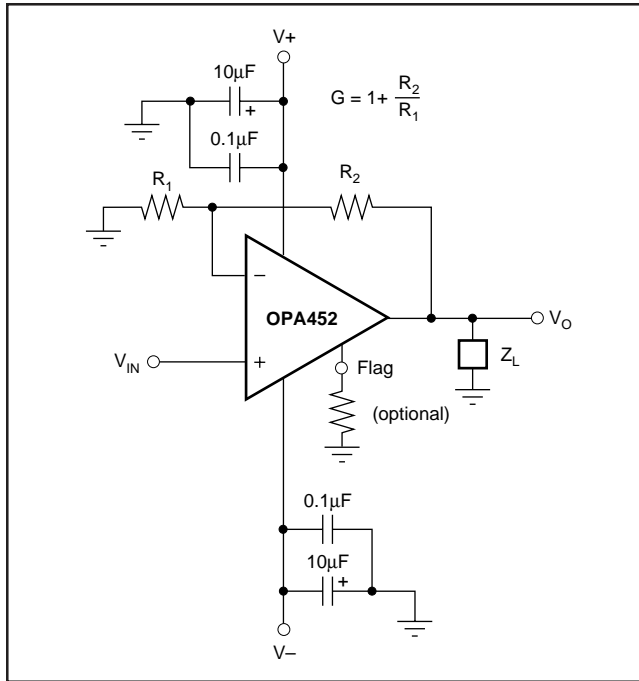 V+
10µF
+
G = 1+ R2
R1
0.1µF
R1
R2
−
OPA452
VO
VIN
+
Flag
ZL
(optional)
0.1µF
10µF
+
V−